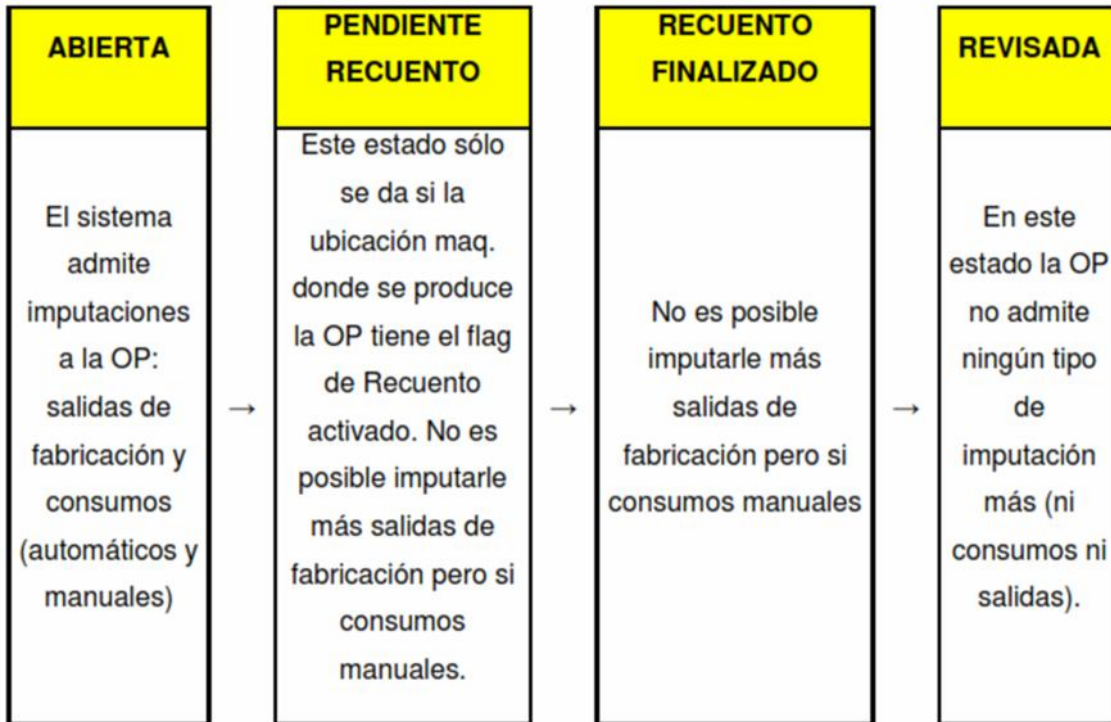 ABIERTA
El sistema
admite
imputaciones
a la OP:
salidas de
fabricación y
consumos
(automáticos y
manuales)
→
PENDIENTE
RECUENTO
Este estado sólo
se da si la
ubicación maq.
donde se produce
la OP tiene el flag
de Recuento
activado. No es
posible imputarle
más salidas de
fabricación pero si
consumos
manuales.
→
RECUENTO
FINALIZADO
No es posible
imputarle más
salidas de
fabricación pero si
consumos manuales
→
REVISADA
En este
estado la OP
no admite
ningún tipo
de
imputación
más (ni
consumos ni
salidas).